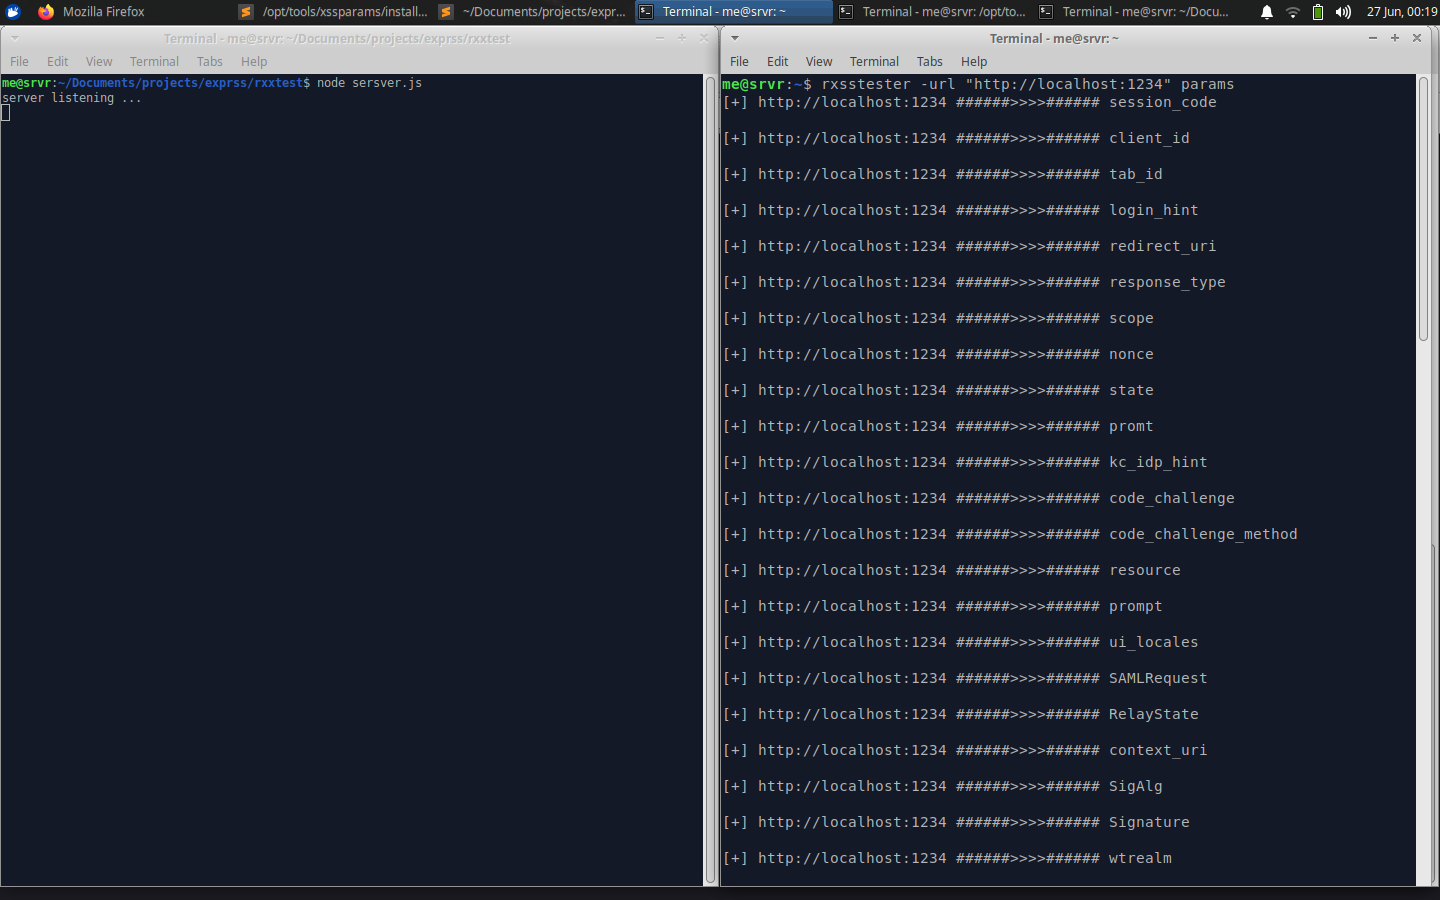 Mozilla Firefox
/opt/tools/xssparams/install...
~/Documents/projects/expr...
Terminal - me@srvr: ~
Terminal - me@srvr: /opt/to...
Terminal - me@srvr: ~/Docu...
27 Jun, 00:19
Terminal - me@srvr: ~/Documents/projects/exprss/rxxtest
File Edit View Terminal Tabs Help
me@srvr:~/Documents/projects/exprss/rxxtest$ node sersver.js
server listening ...
Terminal - me@srvr: ~
File Edit View Terminal Tabs Help
me@srvr:~$ rxsstester -url "http://localhost:1234" params
[+] http://localhost:1234 ######>>>>###### session_code
[+] http://localhost:1234 ######>>>>###### client_id
[+] http://localhost:1234 ######>>>>###### tab_id
[+] http://localhost:1234 ######>>>>###### login_hint
[+] http://localhost:1234 ######>>>>###### redirect_uri
[+] http://localhost:1234 ######>>>>###### response_type
[+] http://localhost:1234 ######>>>>###### scope
[+] http://localhost:1234 ######>>>>###### nonce
[+] http://localhost:1234 ######>>>>###### state
[+] http://localhost:1234 ######>>>>###### promt
[+] http://localhost:1234 ######>>>>###### kc_idp_hint
[+] http://localhost:1234 ######>>>>###### code_challenge
[+] http://localhost:1234 ######>>>>###### code_challenge_method
[+] http://localhost:1234 ######>>>>###### resource
[+] http://localhost:1234 ######>>>>###### prompt
[+] http://localhost:1234 ######>>>>###### ui_locales
[+] http://localhost:1234 ######>>>>###### SAMLRequest
[+] http://localhost:1234 ######>>>>###### RelayState
[+] http://localhost:1234 ######>>>>###### context_uri
[+] http://localhost:1234 ######>>>>###### SigAlg
[+] http://localhost:1234 ######>>>>###### Signature
[+] http://localhost:1234 ######>>>>###### wtrealm